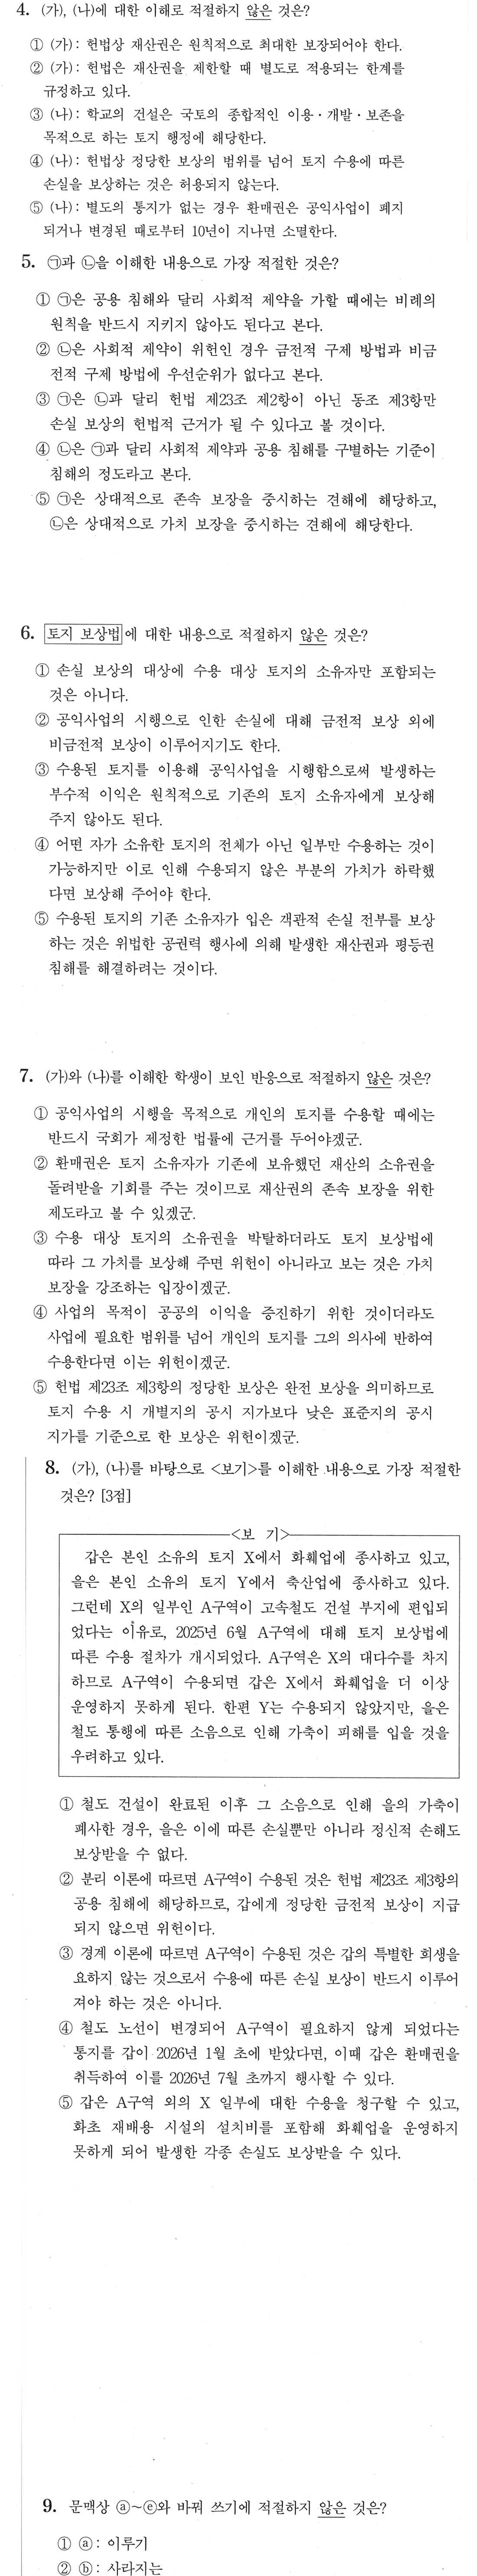 4. (가), (나)에 대한 이해로 적절하지 않은 것은?
① (가): 헌법상 재산권은 원칙적으로 최대한 보장되어야 한다.
② (가): 헌법은 재산권을 제한할 때 별도로 적용되는 한계를
규정하고 있다.
③ (나): 학교의 건설은 국토의 종합적인 이용·개발·보존을
목적으로 하는 토지 행정에 해당한다.
④ (나): 헌법상 정당한 보상의 범위를 넘어 토지 수용에 따른
손실을 보상하는 것은 허용되지 않는다.
⑤ (나): 별도의 통지가 없는 경우 환매권은 공익사업이 폐지
되거나 변경된 때로부터 10년이 지나면 소멸한다.
5. ㉠과 ㉡을 이해한 내용으로 가장 적절한 것은?
① ㉠은 공용 침해와 달리 사회적 제약을 가할 때에는 비례의
원칙을 반드시 지키지 않아도 된다고 본다.
② ㉡은 사회적 제약이 위헌인 경우 금전적 구제 방법과 비금
전적 구제 방법에 우선순위가 없다고 본다.
③ ㉠은 ㉡과 달리 헌법 제23조 제2항이 아닌 동조 제3항만
손실 보상의 헌법적 근거가 될 수 있다고 볼 것이다.
④ ㉡은 ㉠과 달리 사회적 제약과 공용 침해를 구별하는 기준이
침해의 정도라고 본다.
⑤ ㉠은 상대적으로 존속 보장을 중시하는 견해에 해당하고,
㉡은 상대적으로 가치 보장을 중시하는 견해에 해당한다.
6. 토지 보상법에 대한 내용으로 적절하지 않은 것은?
① 손실 보상의 대상에 수용 대상 토지의 소유자만 포함되는
것은 아니다.
② 공익사업의 시행으로 인한 손실에 대해 금전적 보상 외에
비금전적 보상이 이루어지기도 한다.
③ 수용된 토지를 이용해 공익사업을 시행함으로써 발생하는
부수적 이익은 원칙적으로 기존의 토지 소유자에게 보상해
주지 않아도 된다.
④ 어떤 자가 소유한 토지의 전체가 아닌 일부만 수용하는 것이
가능하지만 이로 인해 수용되지 않은 부분의 가치가 하락했
다면 보상해 주어야 한다.
⑤ 수용된 토지의 기존 소유자가 입은 객관적 손실 전부를 보상
하는 것은 위법한 공권력 행사에 의해 발생한 재산권과 평등권
침해를 해결하려는 것이다.
7. (가)와 (나)를 이해한 학생이 보인 반응으로 적절하지 않은 것은?
① 공익사업의 시행을 목적으로 개인의 토지를 수용할 때에는
반드시 국회가 제정한 법률에 근거를 두어야겠군.
② 환매권은 토지 소유자가 기존에 보유했던 재산의 소유권을
돌려받을 기회를 주는 것이므로 재산권의 존속 보장을 위한
제도라고 볼 수 있겠군.
③ 수용 대상 토지의 소유권을 박탈하더라도 토지 보상법에
따라 그 가치를 보상해 주면 위헌이 아니라고 보는 것은 가치
보장을 강조하는 입장이겠군.
④ 사업의 목적이 공공의 이익을 증진하기 위한 것이더라도
사업에 필요한 범위를 넘어 개인의 토지를 그의 의사에 반하여
수용한다면 이는 위헌이겠군.
⑤ 헌법 제23조 제3항의 정당한 보상은 완전 보상을 의미하므로
토지 수용 시 개별지의 공시 지가보다 낮은 표준지의 공시
지가를 기준으로 한 보상은 위헌이겠군.
8. (가), (나)를 바탕으로 <보기>를 이해한 내용으로 가장 적절한
것은? [3점]
<보 기>
갑은 본인 소유의 토지 X에서 화훼업에 종사하고 있고,
을은 본인 소유의 토지 Y에서 축산업에 종사하고 있다.
그런데 X의 일부인 A구역이 고속철도 건설 부지에 편입되
었다는 이유로, 2025년 6월 A구역에 대해 토지 보상법에
따른 수용 절차가 개시되었다. A구역은 X의 대다수를 차지
하므로 A구역이 수용되면 갑은 X에서 화훼업을 더 이상
운영하지 못하게 된다. 한편 Y는 수용되지 않았지만, 을은
철도 통행에 따른 소음으로 인해 가축이 피해를 입을 것을
우려하고 있다.
① 철도 건설이 완료된 이후 그 소음으로 인해 을의 가축이
폐사한 경우, 을은 이에 따른 손실뿐만 아니라 정신적 손해도
보상받을 수 없다.
② 분리 이론에 따르면 A구역이 수용된 것은 헌법 제23조 제3항의
공용 침해에 해당하므로, 갑에게 정당한 금전적 보상이 지급
되지 않으면 위헌이다.
③ 경계 이론에 따르면 A구역이 수용된 것은 갑의 특별한 희생을
요하지 않는 것으로서 수용에 따른 손실 보상이 반드시 이루어
져야 하는 것은 아니다.
④ 철도 노선이 변경되어 A구역이 필요하지 않게 되었다는
통지를 갑이 2026년 1월 초에 받았다면, 이때 갑은 환매권을
취득하여 이를 2026년 7월 초까지 행사할 수 있다.
⑤ 갑은 A구역 외의 X 일부에 대한 수용을 청구할 수 있고,
화초 재배용 시설의 설치비를 포함해 화훼업을 운영하지
못하게 되어 발생한 각종 손실도 보상받을 수 있다.
9. 문맥상 ⓐ~ⓔ와 바꿔 쓰기에 적절하지 않은 것은?
① ⓐ: 이루기
② ⓑ: 사라지는